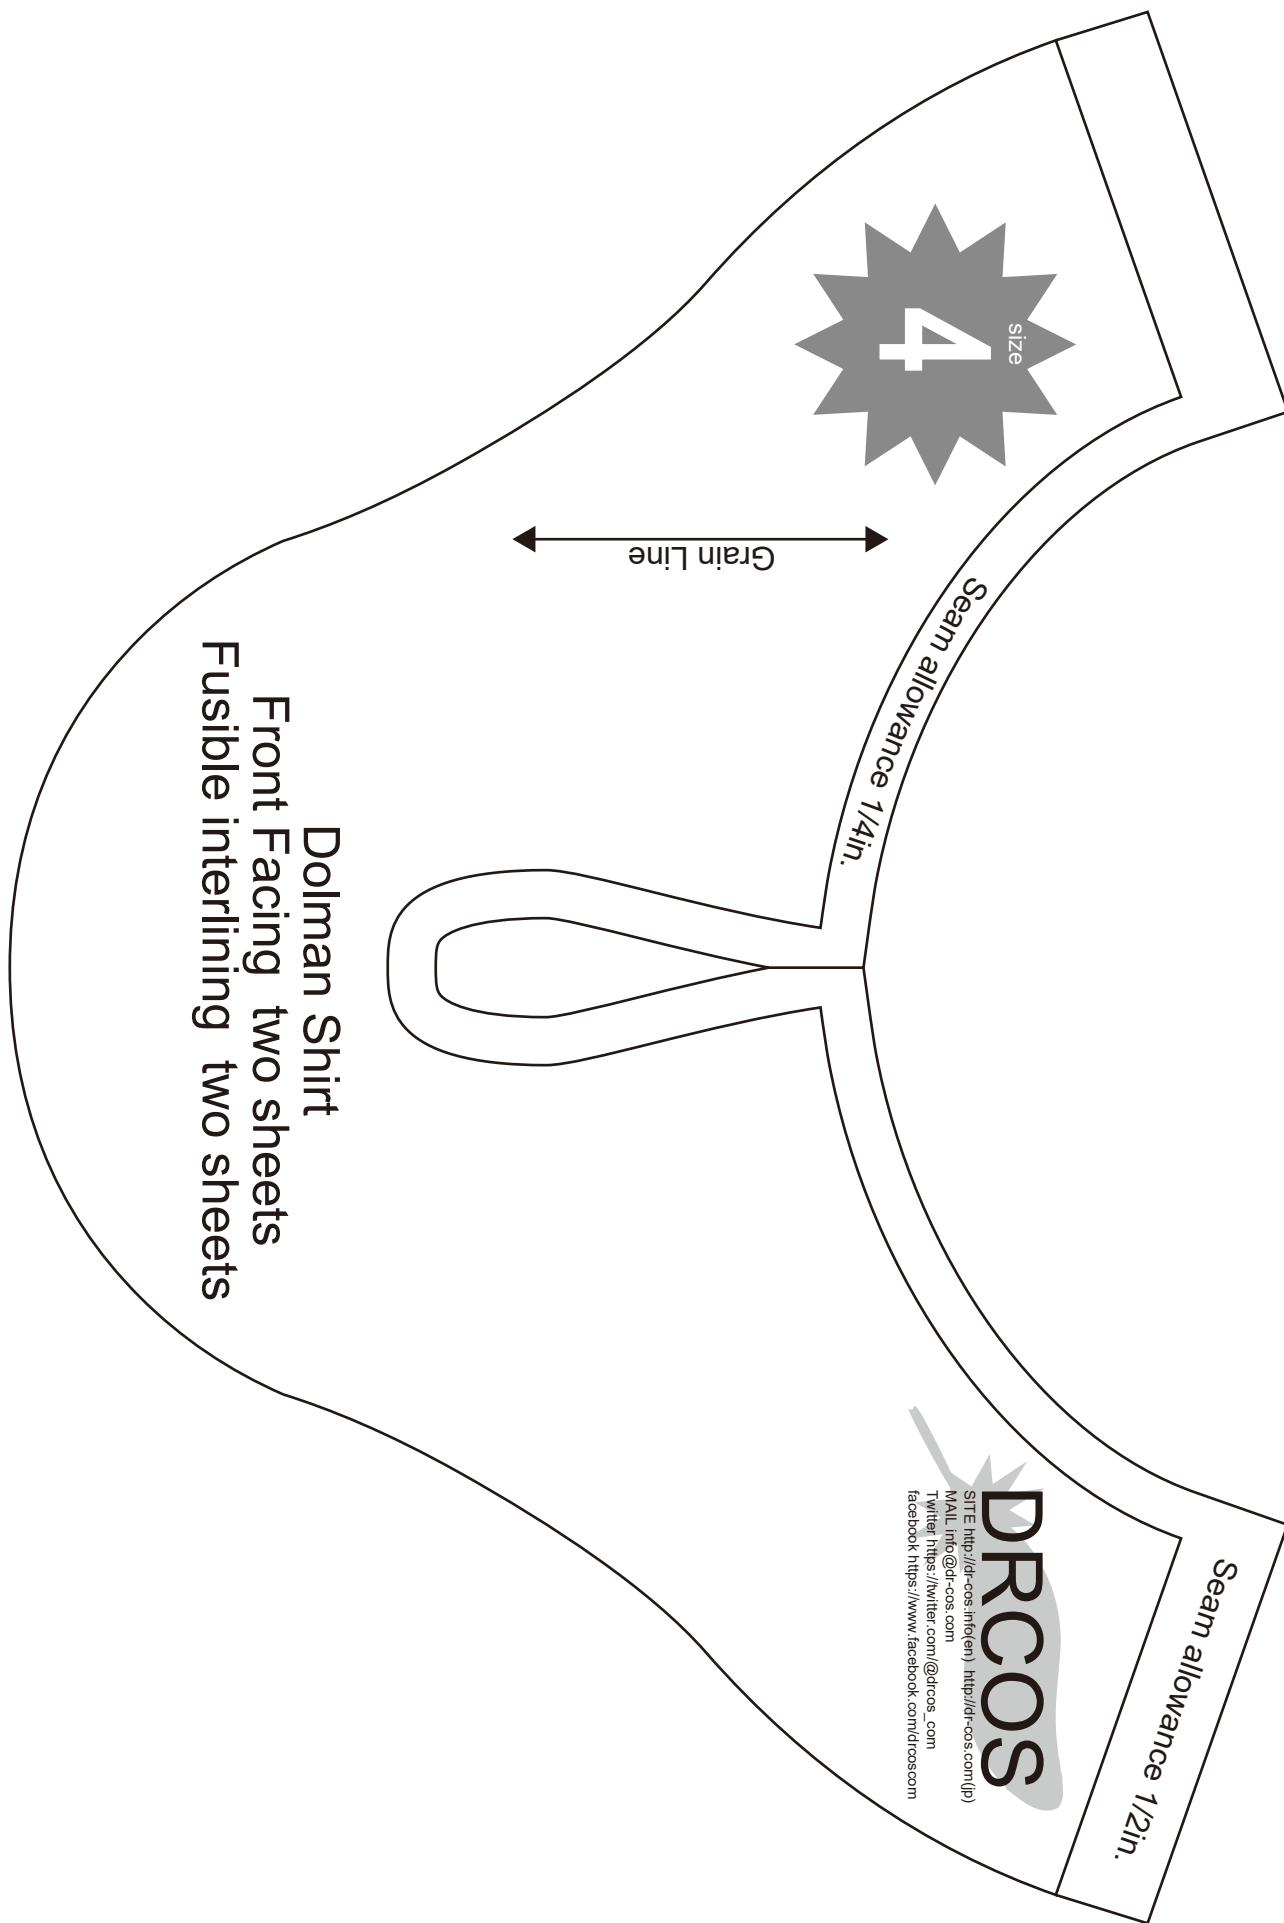 size
4
Grain Line
Seam allowance 1/4in.
Dolman Shirt
Front Facing two sheets
Fusible interlining two sheets
DRCOS
SITE http://dr-cos.info(en) http://dr-cos.com(jp)
MAIL info@dr-cos.com
Twitter https://twitter.com/@drcos_com
facebook https://www.facebook.com/drcoscom
Seam allowance 1/2in.